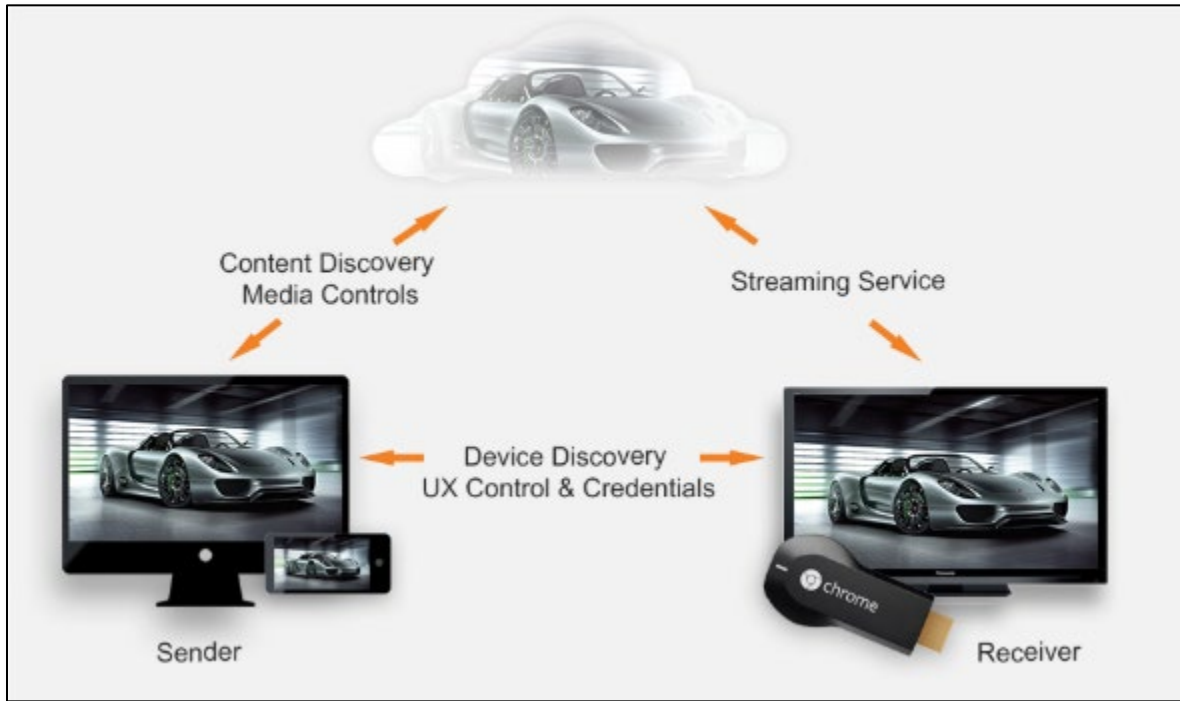 Content Discovery
Media Controls
Streaming Service
Device Discovery
UX Control & Credentials
chrome
Sender
Receiver